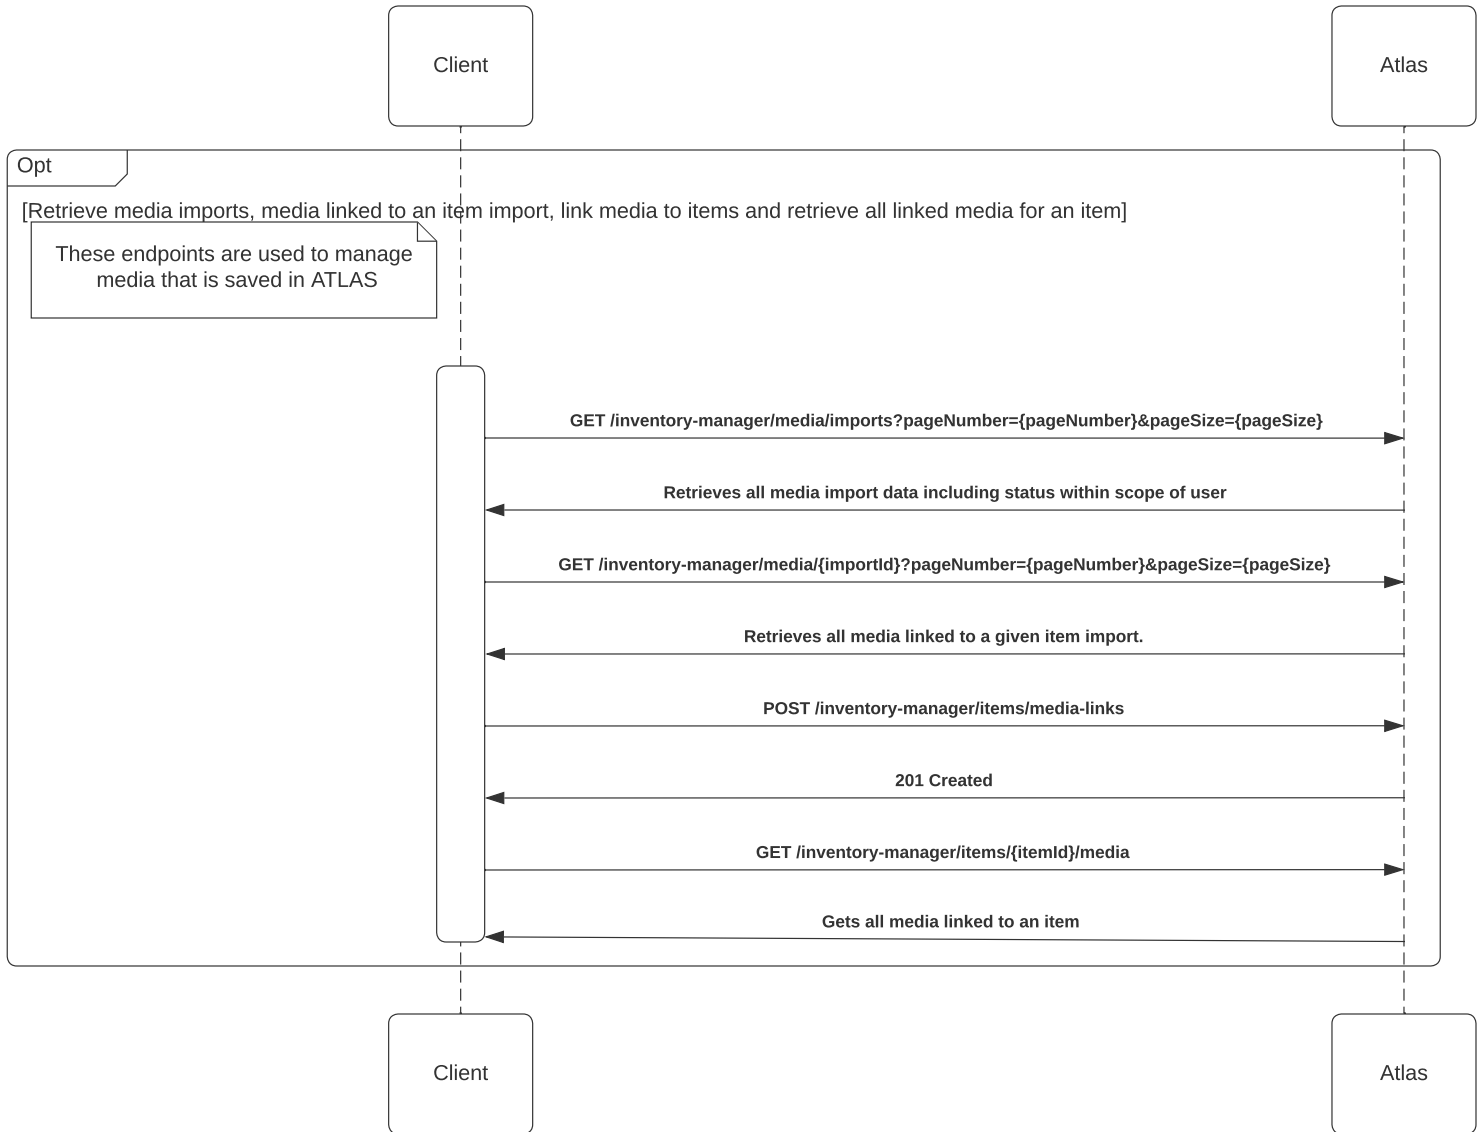 Client
Atlas
Opt
[Retrieve media imports, media linked to an item import, link media to items and retrieve all linked media for an item]
These endpoints are used to manage
media that is saved in ATLAS
GET /inventory-manager/media/imports?pageNumber={pageNumber}&pageSize={pageSize}
Retrieves all media import data including status within scope of user
GET /inventory-manager/media/{importId}?pageNumber={pageNumber}&pageSize={pageSize}
Retrieves all media linked to a given item import.
POST /inventory-manager/items/media-links
201 Created
GET /inventory-manager/items/{itemId}/media
Gets all media linked to an item
Client
Atlas